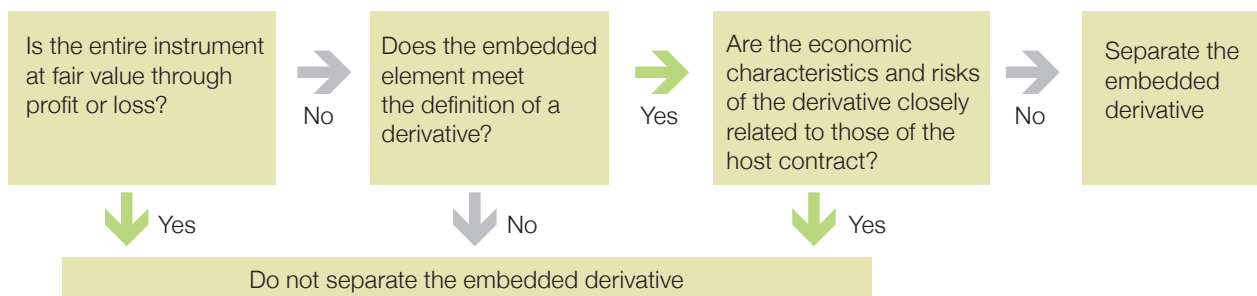 Is the entire instrument
at fair value through
profit or loss?
No
Does the embedded
element meet
the definition of a
derivative?
Yes
Are the economic
characteristics and risks
of the derivative closely
related to those of the
host contract?
No
Separate the
embedded
derivative
Yes
No
Yes
Do not separate the embedded derivative